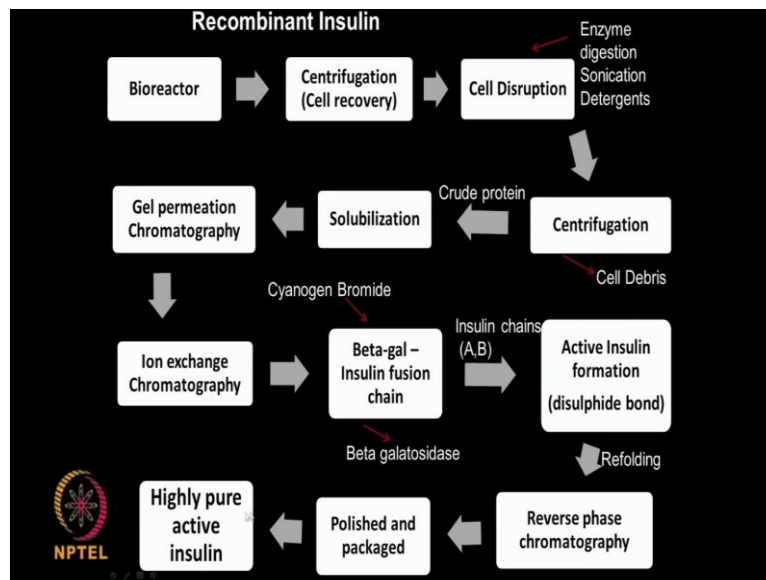 Recombinant Insulin
Bioreactor
Centrifugation
(Cell recovery)
Cell Disruption
Enzyme
digestion
Sonication
Detergents
Centrifugation
Cell Debris
Crude protein
Solubilization
Gel permeation
Chromatography
Ion exchange
Chromatography
Cyanogen Bromide
Beta-gal –
Insulin fusion
chain
Beta galatosidase
Insulin chains
(A,B)
Active Insulin
formation
(disulphide bond)
Refolding
Reverse phase
chromatography
Polished and
packaged
Highly pure
active
insulin
NPTEL